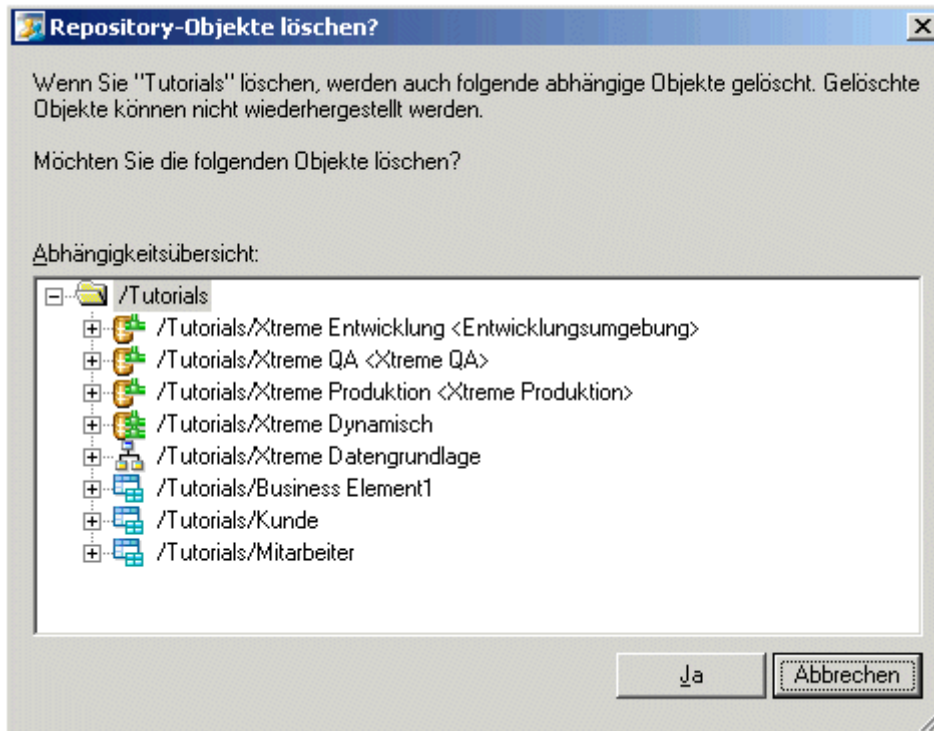 Repository-Objekte löschen?
Wenn Sie "Tutorials" löschen, werden auch folgende abhängige Objekte gelöscht. Gelöschte
Objekte können nicht wiederhergestellt werden.
Möchten Sie die folgenden Objekte löschen?
Abhängigkeitsübersicht:
/Tutorials
/Tutorials/Xtreme Entwicklung <Entwicklungsumgebung>
/Tutorials/Xtreme QA <Xtreme QA>
/Tutorials/Xtreme Produktion <Xtreme Produktion>
/Tutorials/Xtreme Dynamisch
/Tutorials/Xtreme Datengrundlage
/Tutorials/Business Element1
/Tutorials/Kunde
/Tutorials/Mitarbeiter
Ja Abbrechen